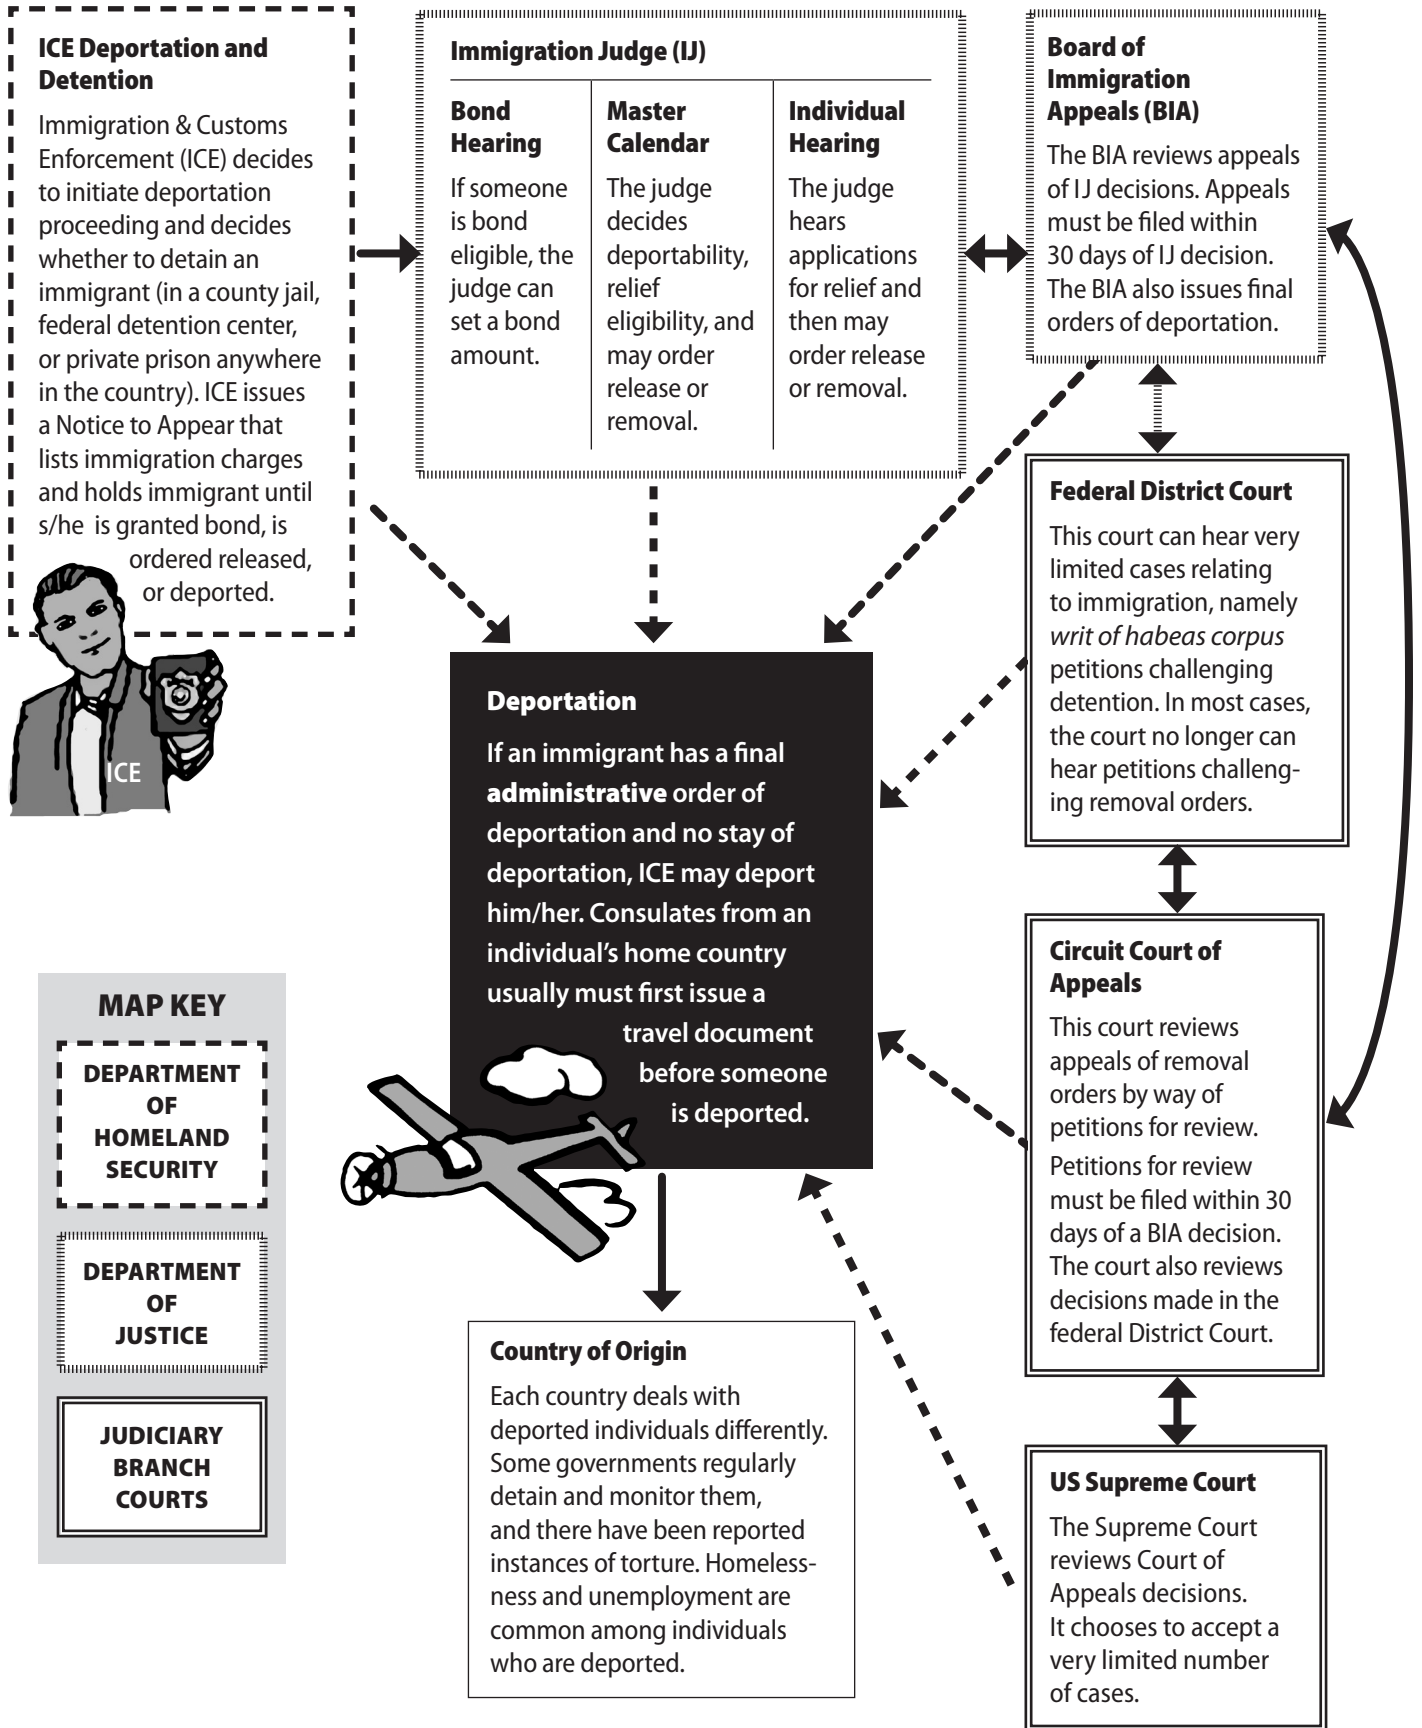 ICE Deportation and
Detention
Immigration & Customs
Enforcement (ICE) decides
to initiate deportation
proceeding and decides
whether to detain an
immigrant (in a county jail,
federal detention center,
or private prison anywhere
in the country). ICE issues
a Notice to Appear that
lists immigration charges
and holds immigrant until
s/he is granted bond, is
ordered released,
or deported.
ICE
Immigration Judge (IJ)
Bond
Hearing
If someone
is bond
eligible, the
judge can
set a bond
amount.
Master
Calendar
The judge
decides
deportability,
relief
eligibility, and
may order
release or
removal.
Individual
Hearing
The judge
hears
applications
for relief and
then may
order release
or removal.
Board of
Immigration
Appeals (BIA)
The BIA reviews appeals
of IJ decisions. Appeals
must be filed within
30 days of IJ decision.
The BIA also issues final
orders of deportation.
Federal District Court
This court can hear very
limited cases relating
to immigration, namely
writ of habeas corpus
petitions challenging
detention. In most cases,
the court no longer can
hear petitions challeng-
ing removal orders.
Deportation
If an immigrant has a final
administrative order of
deportation and no stay of
deportation, ICE may deport
him/her. Consulates from an
individual's home country
usually must first issue a
travel document
before someone
is deported.
Circuit Court of
Appeals
This court reviews
appeals of removal
orders by way of
petitions for review.
Petitions for review
must be filed within 30
days of a BIA decision.
The court also reviews
decisions made in the
federal District Court.
MAP KEY
DEPARTMENT
OF
HOMELAND
SECURITY
DEPARTMENT
OF
JUSTICE
JUDICIARY
BRANCH
COURTS
Country of Origin
Each country deals with
deported individuals differently.
Some governments regularly
detain and monitor them,
and there have been reported
instances of torture. Homeless-
ness and unemployment are
common among individuals
who are deported.
US Supreme Court
The Supreme Court
reviews Court of
Appeals decisions.
It chooses to accept a
very limited number
of cases.